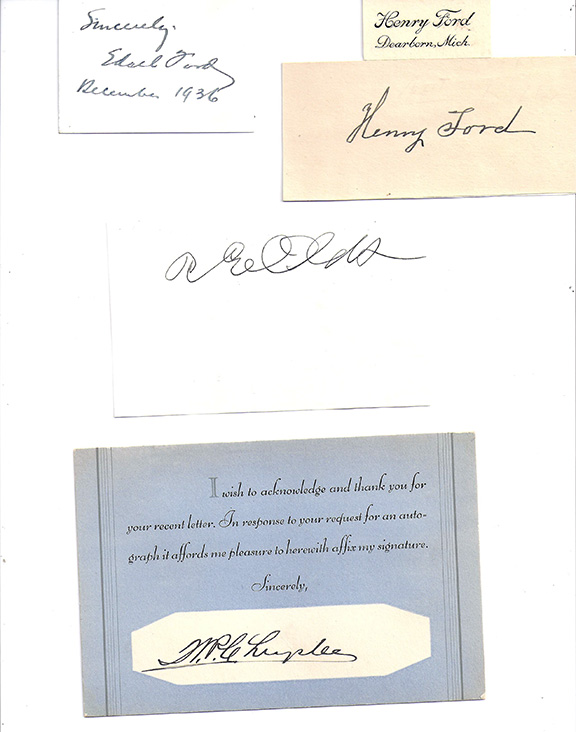 Sincerely,
Edsel Ford
December 1936
Henry Ford
Dearborn, Mich.
Henry Ford
R E Olds
I wish to acknowledge and thank you for
your recent letter. In response to your request for an auto-
graph it affords me pleasure to herewith affix my signature.
Sincerely,
W.P. Chrysler